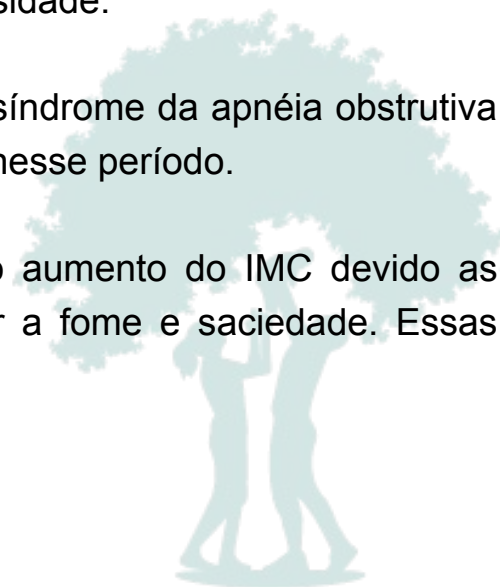 sidade.
síndrome da apnéia obstrutiva
nesse período.
o aumento do IMC devido as
r a fome e saciedade. Essas